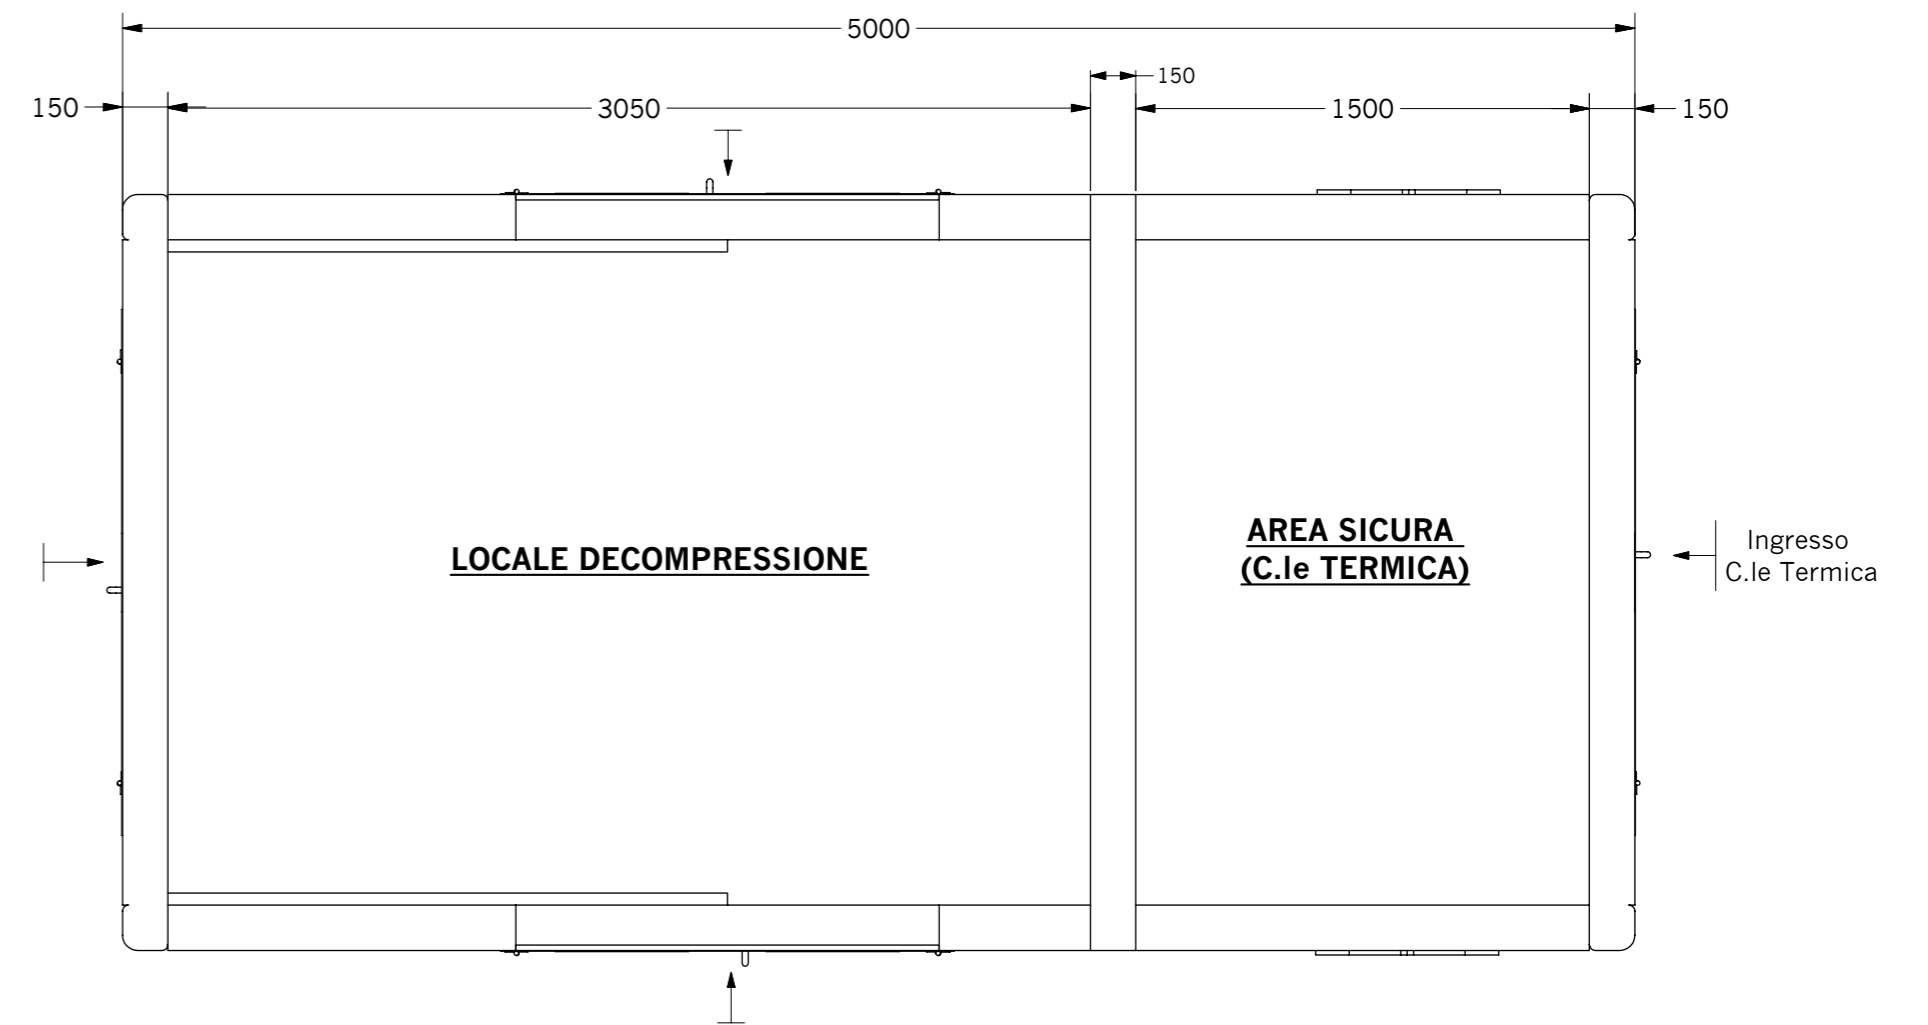 5000
150
150
3050
1500
150
LOCALE DECOMPRESSIONE
AREA SICURA
(C.le TERMICA)
Ingresso
C.le Termica